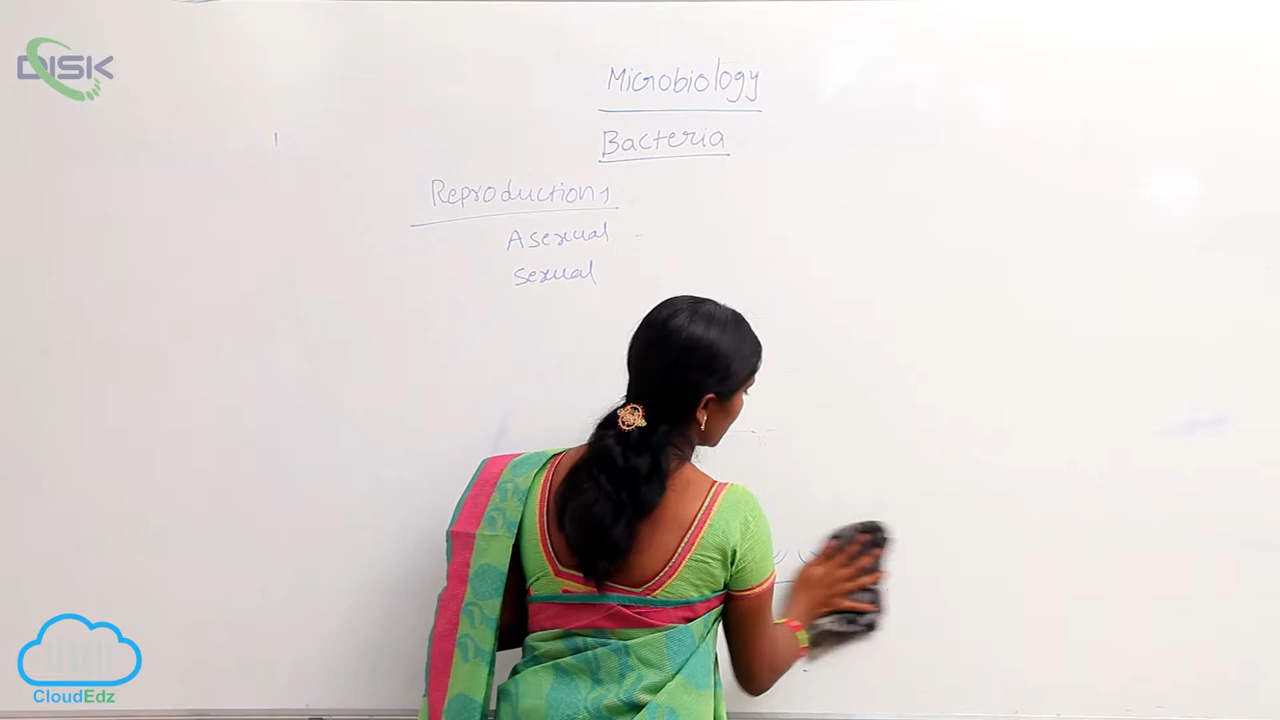 DISK
Microbiology
Bacteria
Reproductions
Asexual
Sexual
CloudEdz